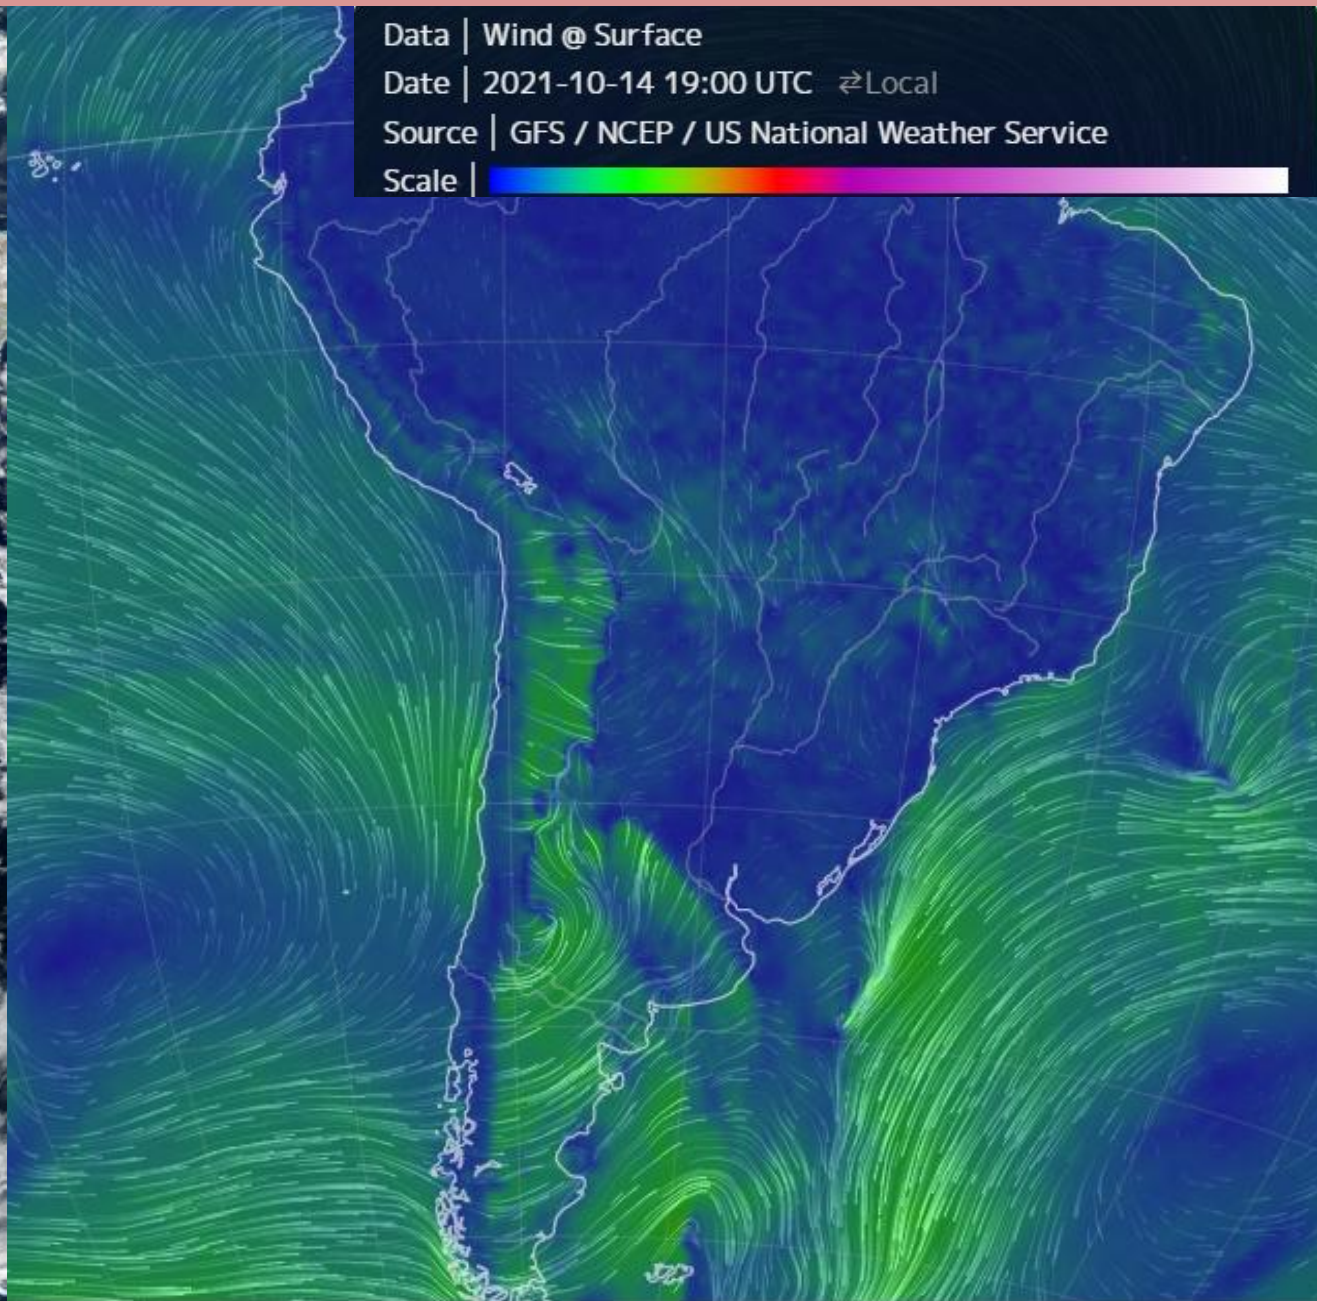 Data | Wind @ Surface
Date | 2021-10-14 19:00 UTC ⇄Local
Source | GFS / NCEP / US National Weather Service
Scale |